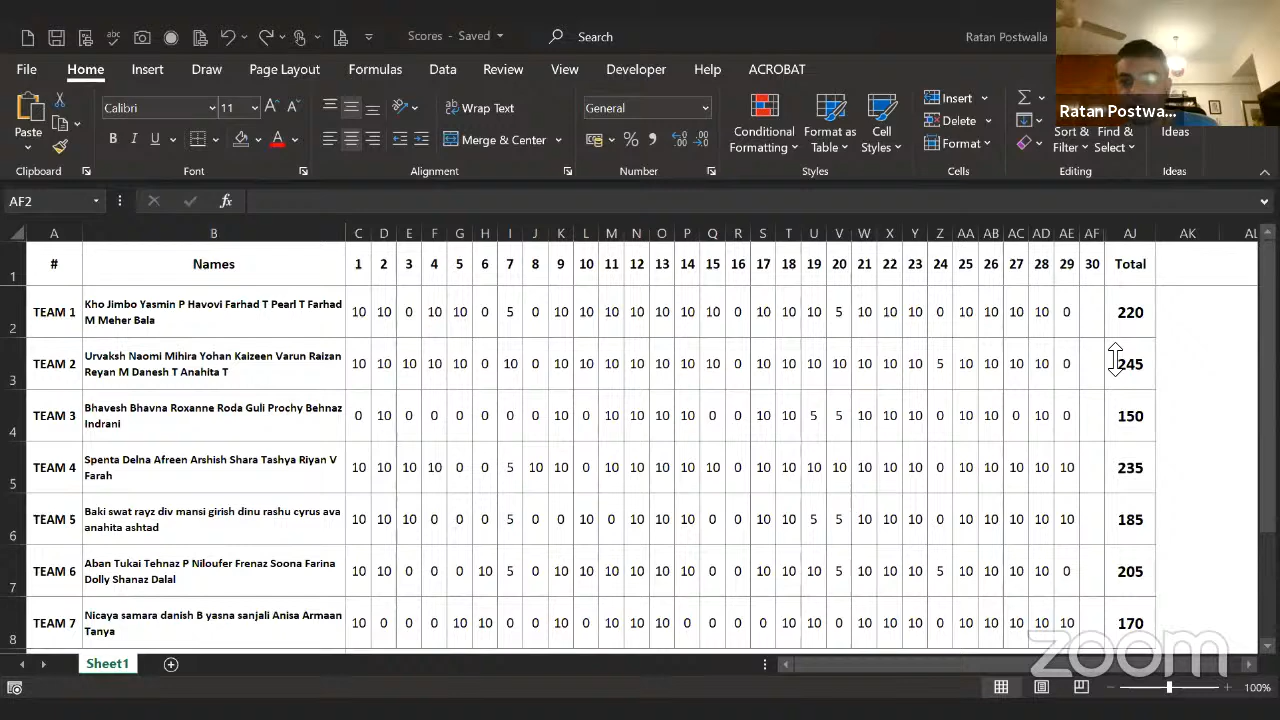 Scores - Saved
Search
Ratan Postwalla
File Home Insert Draw Page Layout Formulas Data Review View Developer Help ACROBAT
Ratan Postwa...
Paste
Calibri 11
B I U
Wrap Text
Merge & Center
General
Conditional Formatting
Format as Table
Cell Styles
Insert
Delete
Format
Sort & Filter
Find & Select
Ideas
Clipboard Font Alignment Number Styles Cells Editing Ideas
AF2 fx
A B C D E F G H I J K L M N O P Q R S T U V W X Y Z AA AB AC AD AE AF AJ AK AL
1 # Names 1 2 3 4 5 6 7 8 9 10 11 12 13 14 15 16 17 18 19 20 21 22 23 24 25 26 27 28 29 30 Total
2 TEAM 1 Kho Jimbo Yasmin P Havovi Farhad T Pearl T Farhad
M Meher Bala 10 10 0 10 10 0 5 0 10 10 10 10 10 10 10 0 10 10 10 5 10 10 10 0 10 10 10 10 0 220
3 TEAM 2 Urvaksh Naomi Mihira Yohan Kaizeen Varun Raizan
Reyan M Danesh T Anahita T 10 10 10 10 10 0 10 0 10 10 10 10 10 10 10 0 10 10 10 10 10 10 10 5 10 10 10 10 0 245
4 TEAM 3 Bhavesh Bhavna Roxanne Roda Guli Prochy Behnaz
Indrani 0 10 0 0 0 0 0 0 10 0 10 10 10 10 0 0 10 10 5 5 10 10 10 0 10 10 0 10 0 150
5 TEAM 4 Spenta Delna Afreen Arshish Shara Tashya Riyan V
Farah 10 10 10 10 0 0 5 10 10 0 10 10 10 10 10 0 10 10 10 10 10 10 10 0 10 10 10 10 10 235
6 TEAM 5 Baki swat rayz div mansi girish dinu rashu cyrus ava
anahita ashtad 10 10 10 0 0 0 5 0 0 10 0 10 10 10 0 0 10 10 5 5 10 10 10 0 10 10 10 10 10 185
7 TEAM 6 Aban Tukai Tehnaz P Niloufer Frenaz Soona Farina
Dolly Shanaz Dalal 10 10 0 0 0 10 5 0 0 10 10 10 10 10 0 0 10 10 10 5 10 10 10 5 10 10 10 10 0 205
8 TEAM 7 Nicaya samara danish B yasna sanjali Anisa Armaan
Tanya 10 0 0 0 10 10 0 0 10 10 10 10 10 0 0 0 0 10 10 0 10 10 0 0 10 10 10 10 10 170
zoom
Sheet1
100%